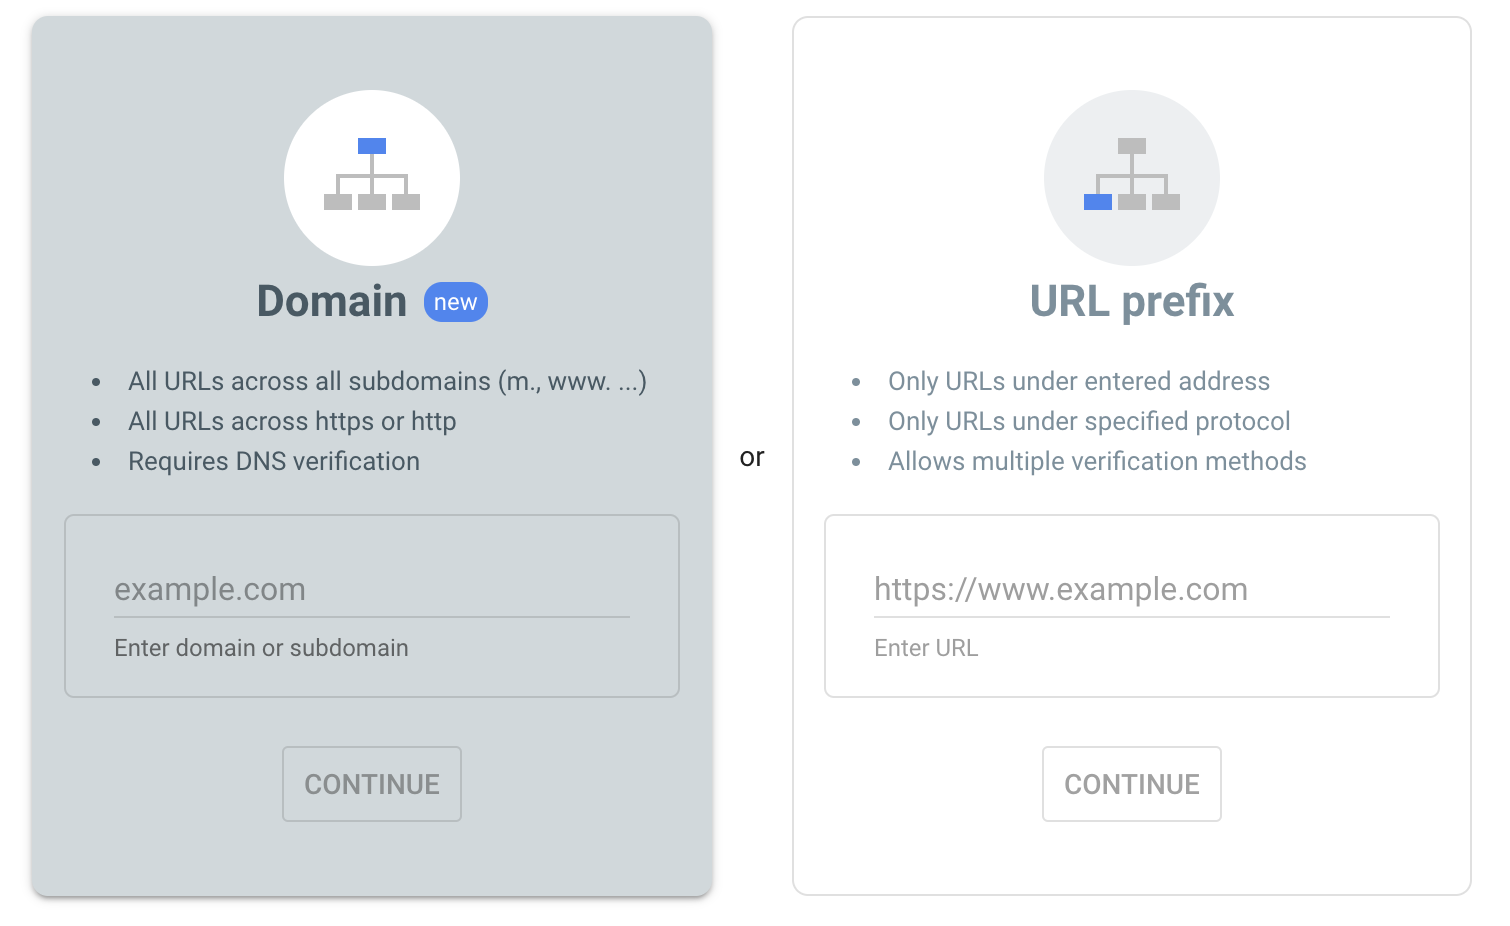 Domain new
• All URLs across all subdomains (m., www. ...)
• All URLs across https or http
• Requires DNS verification
example.com
Enter domain or subdomain
CONTINUE
or
URL prefix
• Only URLs under entered address
• Only URLs under specified protocol
• Allows multiple verification methods
https://www.example.com
Enter URL
CONTINUE